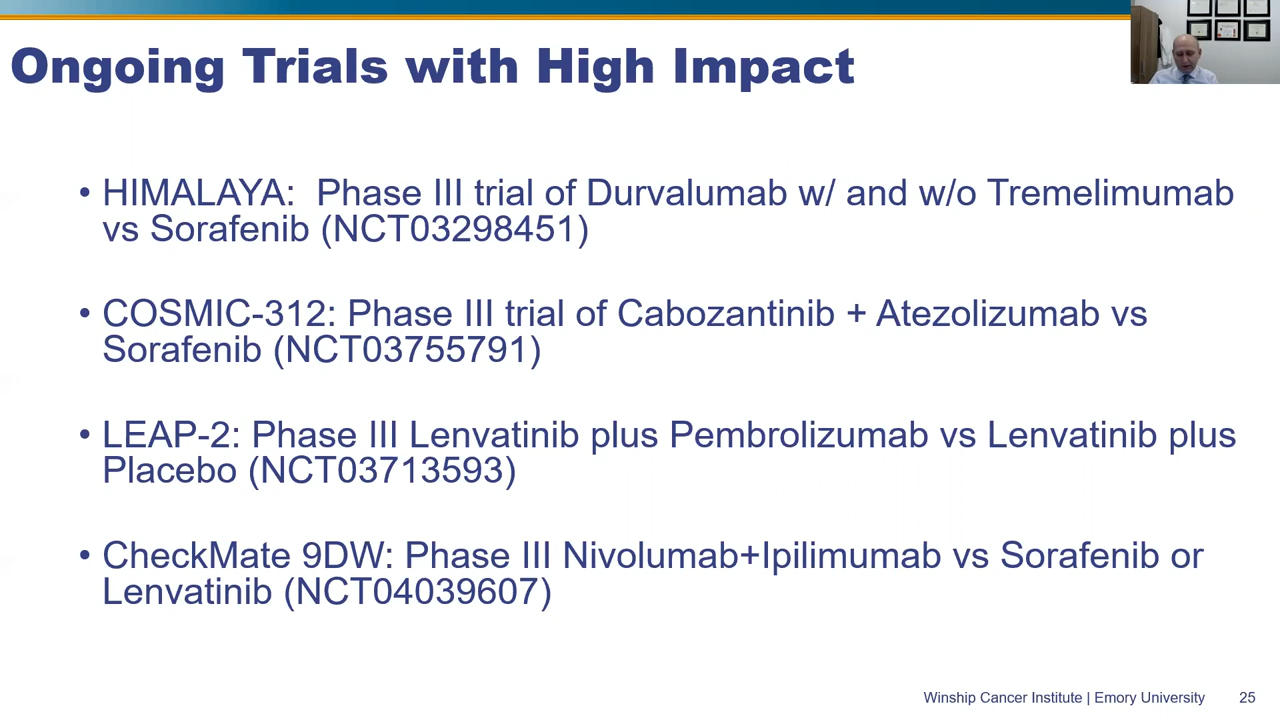 Ongoing Trials with High Impact
• HIMALAYA:  Phase III trial of Durvalumab w/ and w/o Tremelimumab
vs Sorafenib (NCT03298451)
• COSMIC-312: Phase III trial of Cabozantinib + Atezolizumab vs
Sorafenib (NCT03755791)
• LEAP-2: Phase III Lenvatinib plus Pembrolizumab vs Lenvatinib plus
Placebo (NCT03713593)
• CheckMate 9DW: Phase III Nivolumab+Ipilimumab vs Sorafenib or
Lenvatinib (NCT04039607)
Winship Cancer Institute | Emory University 25